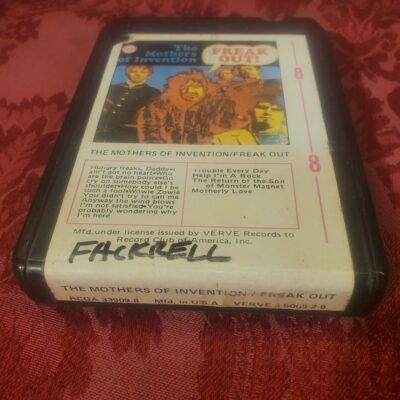 The
Mothers
of Invention
FREAK
OUT!
8
THE MOTHERS OF INVENTION/FREAK OUT
8
Hungry freaks, Daddy•I
ain't got no heart•Who
are the brain police•Go
try on somebody else's
shoulder•How could I be
such a fool•Wowie Zowie
You didn't try to call me
Anyway the wind blows
I'm not satisfied•You're
probably wondering why
I'm here
Trouble Every Day
Help I'm A Rock
The Return of the Son
of Monster Magnet
Motherly Love
Mfd. under license issued by VERVE Records to
Record Club of America, Inc.
FACKRELL
THE MOTHERS OF INVENTION / FREAK OUT
Mfd. in U.S.A.